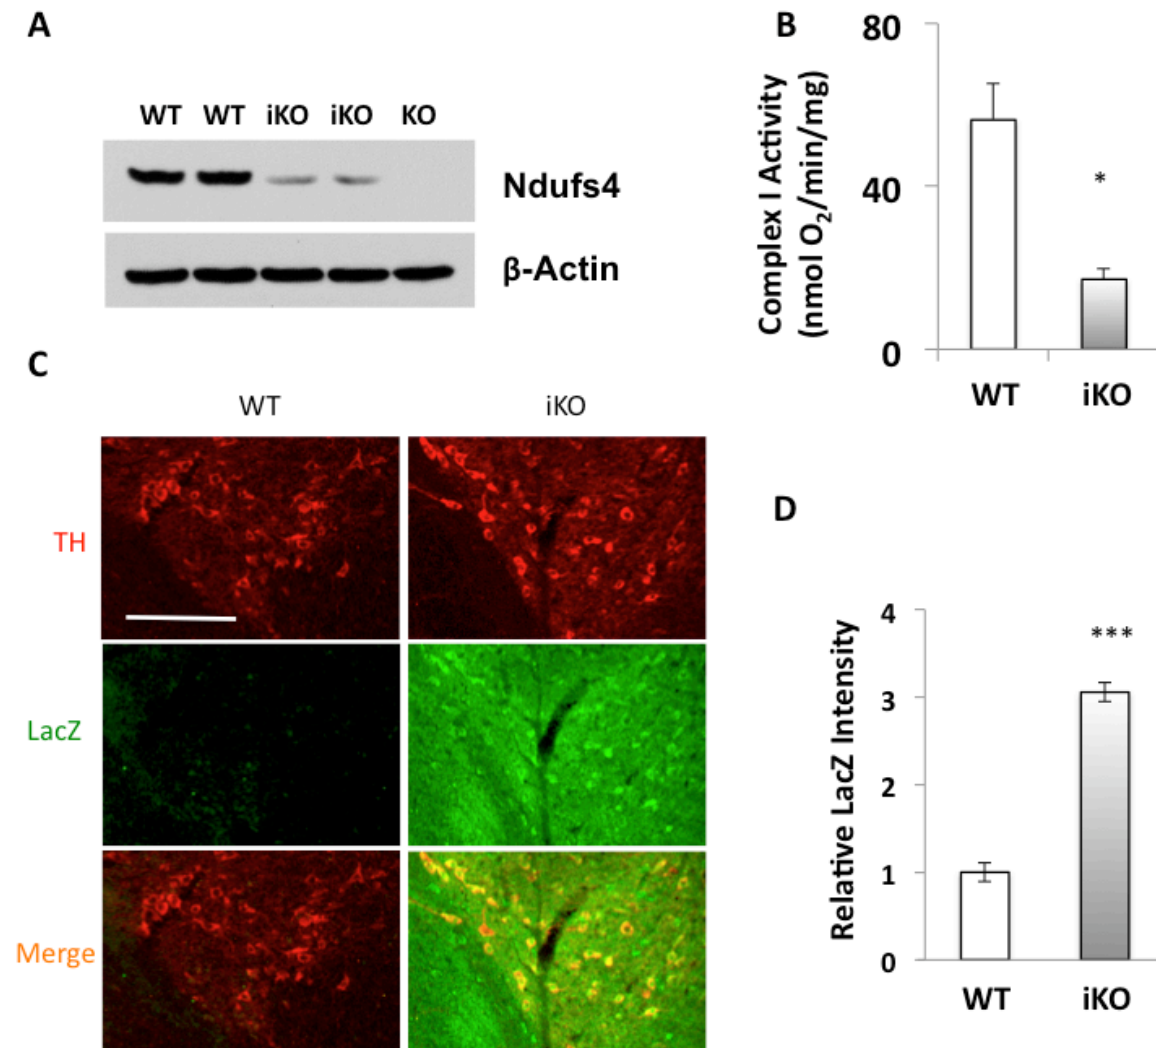 A
WT WT iKO iKO KO
Ndufs4
β-Actin
B
Complex I Activity
(nmol O2/min/mg)
80
40
0
*
WT iKO
C
WT iKO
TH
LacZ
Merge
D
Relative LacZ Intensity
4
3
2
1
0
***
WT iKO